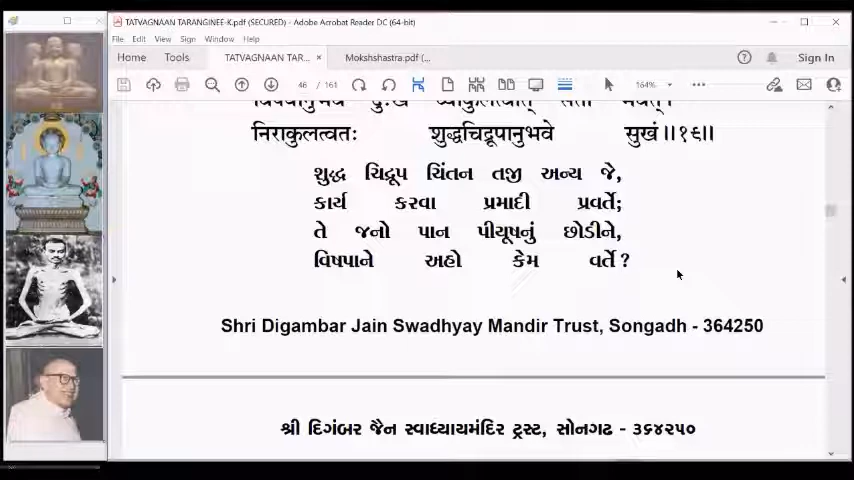 TATVAGNAAN TARANGINEE-K.pdf (SECURED) - Adobe Acrobat Reader DC (64-bit)
File Edit View Sign Window Help
Home Tools TATVAGNAAN TAR... × Mokshshastra.pdf (... Sign In
46 / 161 164%
निराकुलत्वतः शुद्धचिद्रूपानुभवे सुखं ॥१९॥
શુદ્ધ ચિદ્રૂપ ચિંતન તજી અન્ય જે,
કાર્ય કરવા પ્રમાદી પ્રવર્તે;
તે જનો પાન પીયૂષનું છોડીને,
વિષપાને અહો કેમ વર્તે ?
Shri Digambar Jain Swadhyay Mandir Trust, Songadh - 364250
શ્રી દિગંબર જૈન સ્વાધ્યાયમંદિર ટ્રસ્ટ, સોનગઢ - ૩૬૪૨૫૦